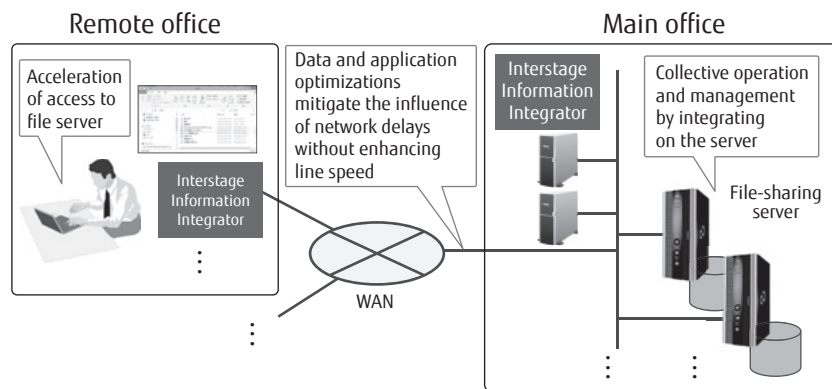 Remote office
Main office
Acceleration
of access to
file server
Interstage
Information
Integrator
Data and application
optimizations
mitigate the influence
of network delays
without enhancing
line speed
WAN
Interstage
Information
Integrator
Collective operation
and management
by integrating
on the server
File-sharing
server